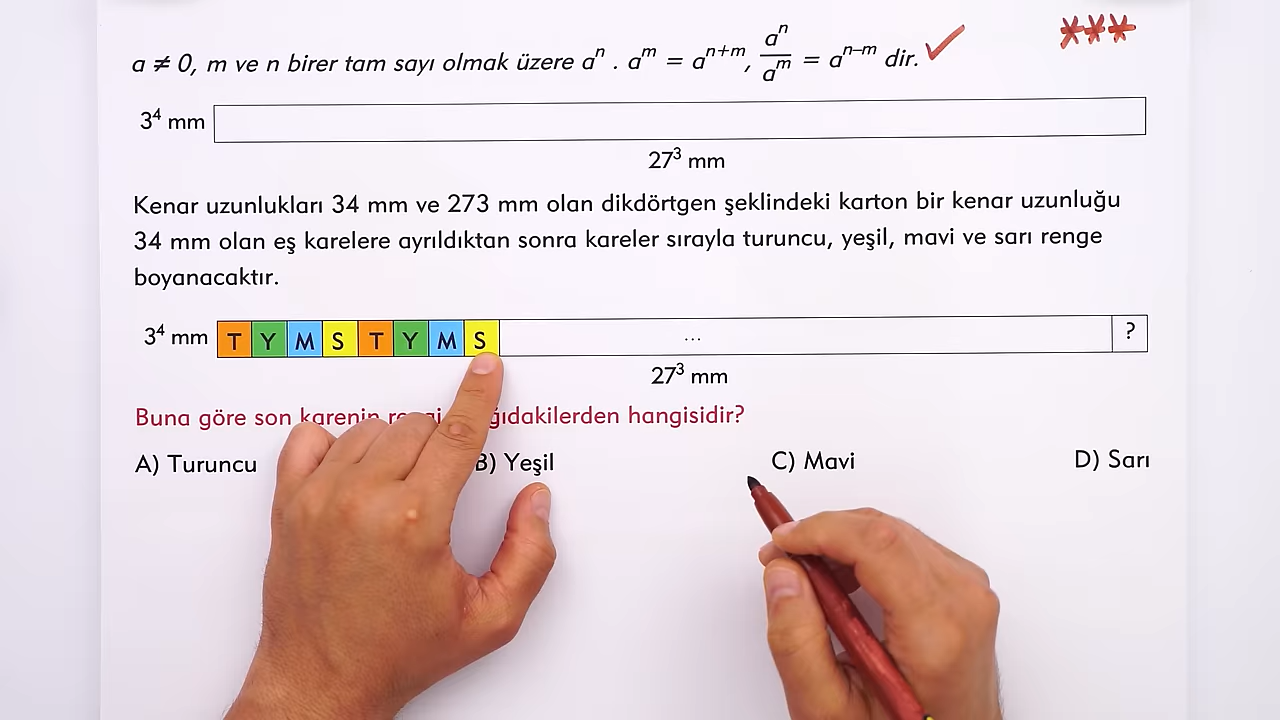 a ≠ 0, m ve n birer tam sayı olmak üzere aⁿ . aᵐ = aⁿ⁺ᵐ, aⁿ/aᵐ = aⁿ⁻ᵐ dir.
3⁴ mm
27³ mm
Kenar uzunlukları 34 mm ve 273 mm olan dikdörtgen şeklindeki karton bir kenar uzunluğu
34 mm olan eş karelere ayrıldıktan sonra kareler sırayla turuncu, yeşil, mavi ve sarı renge
boyanacaktır.
3⁴ mm T Y M S T Y M S ... ?
27³ mm
Buna göre son karenin hangisidir?
A) Turuncu B) Yeşil C) Mavi D) Sarı